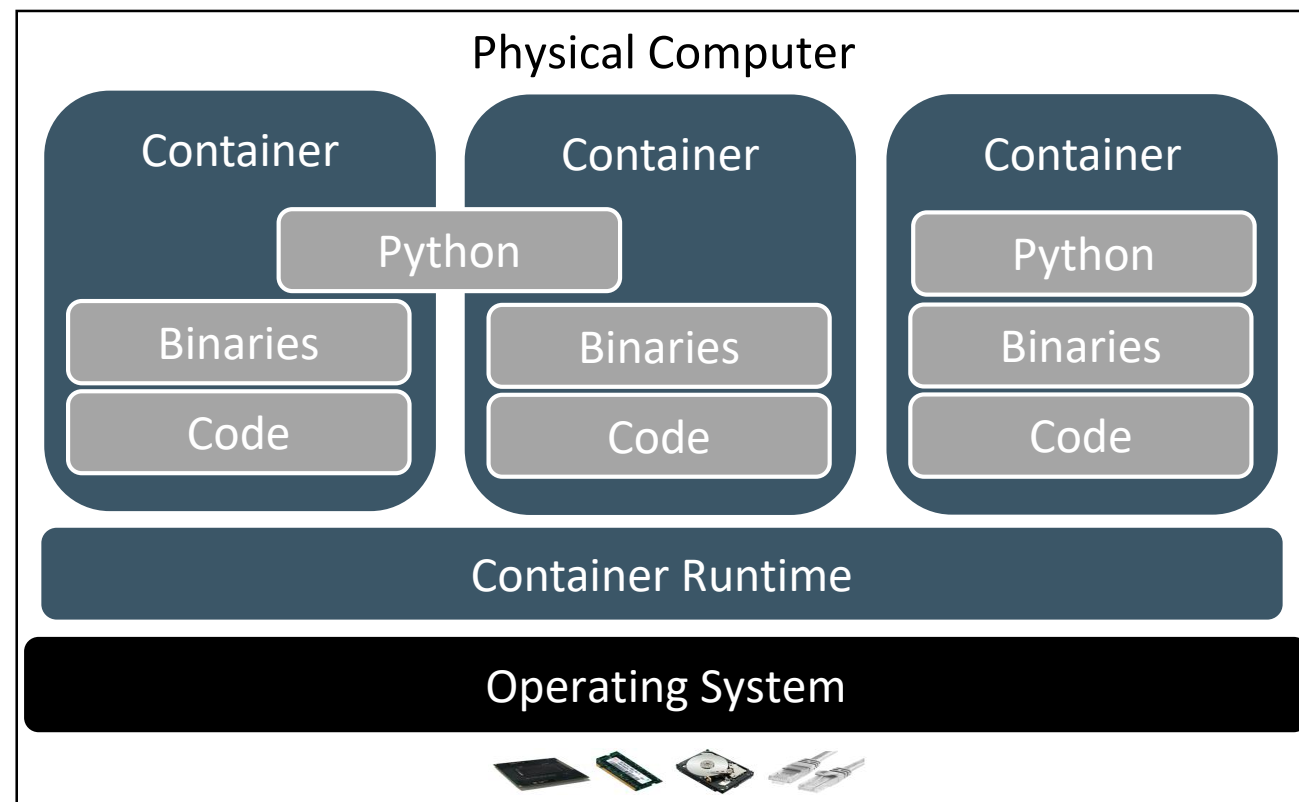 Physical Computer
Container
Container
Container
Python
Python
Binaries
Binaries
Binaries
Code
Code
Code
Container Runtime
Operating System